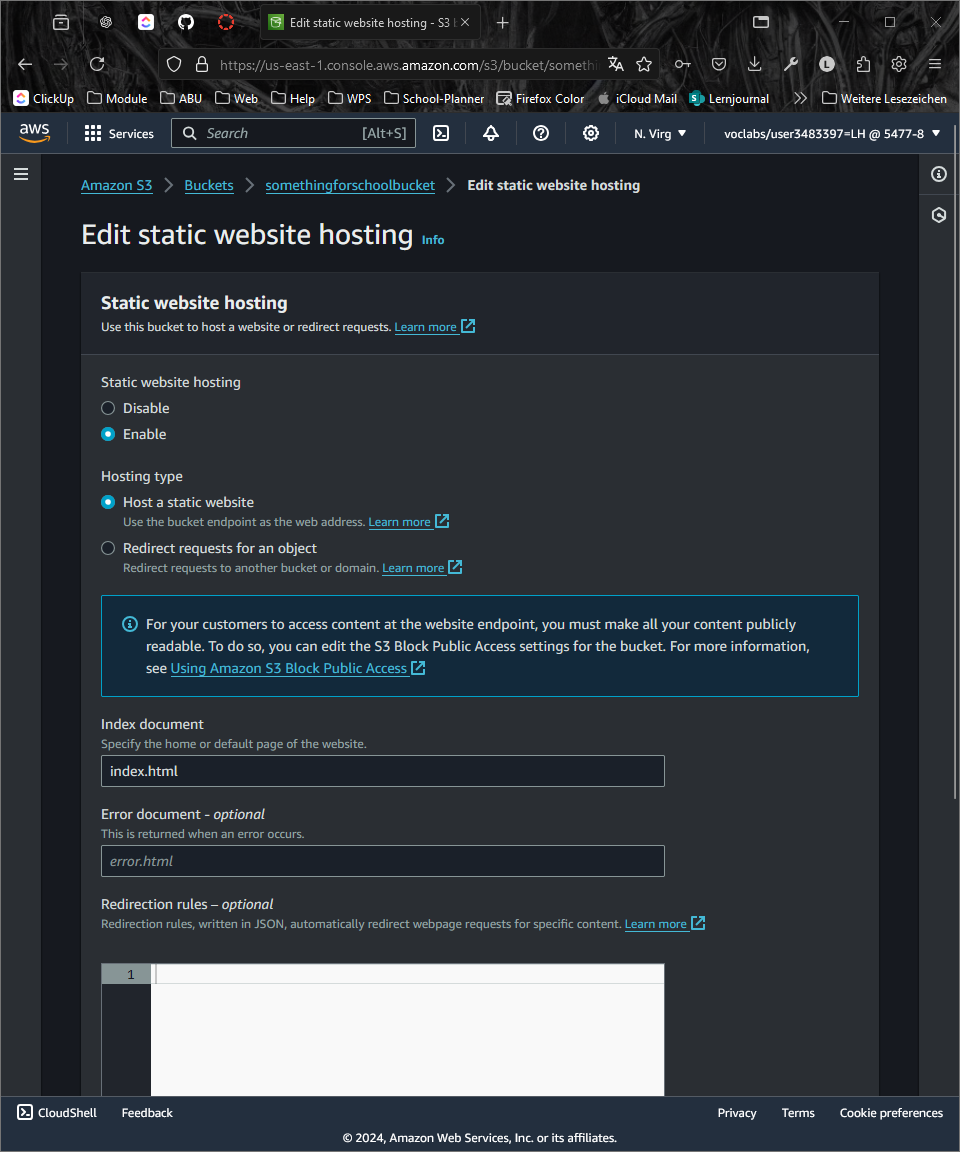 Edit static website hosting - S3 b
https://us-east-1.console.aws.amazon.com/s3/bucket/somethi
ClickUp Module ABU Web Help WPS School-Planner Firefox Color iCloud Mail Lernjournal Weitere Lesezeichen
aws Services Search [Alt+S] N. Virg voclabs/user3483397=LH @ 5477-8
Amazon S3 Buckets somethingforschoolbucket Edit static website hosting
Edit static website hosting Info
Static website hosting
Use this bucket to host a website or redirect requests. Learn more
Static website hosting
Disable
Enable
Hosting type
Host a static website
Use the bucket endpoint as the web address. Learn more
Redirect requests for an object
Redirect requests to another bucket or domain. Learn more
For your customers to access content at the website endpoint, you must make all your content publicly
readable. To do so, you can edit the S3 Block Public Access settings for the bucket. For more information,
see Using Amazon S3 Block Public Access
Index document
Specify the home or default page of the website.
index.html
Error document - optional
This is returned when an error occurs.
error.html
Redirection rules – optional
Redirection rules, written in JSON, automatically redirect webpage requests for specific content. Learn more
1
CloudShell Feedback Privacy Terms Cookie preferences
© 2024, Amazon Web Services, Inc. or its affiliates.